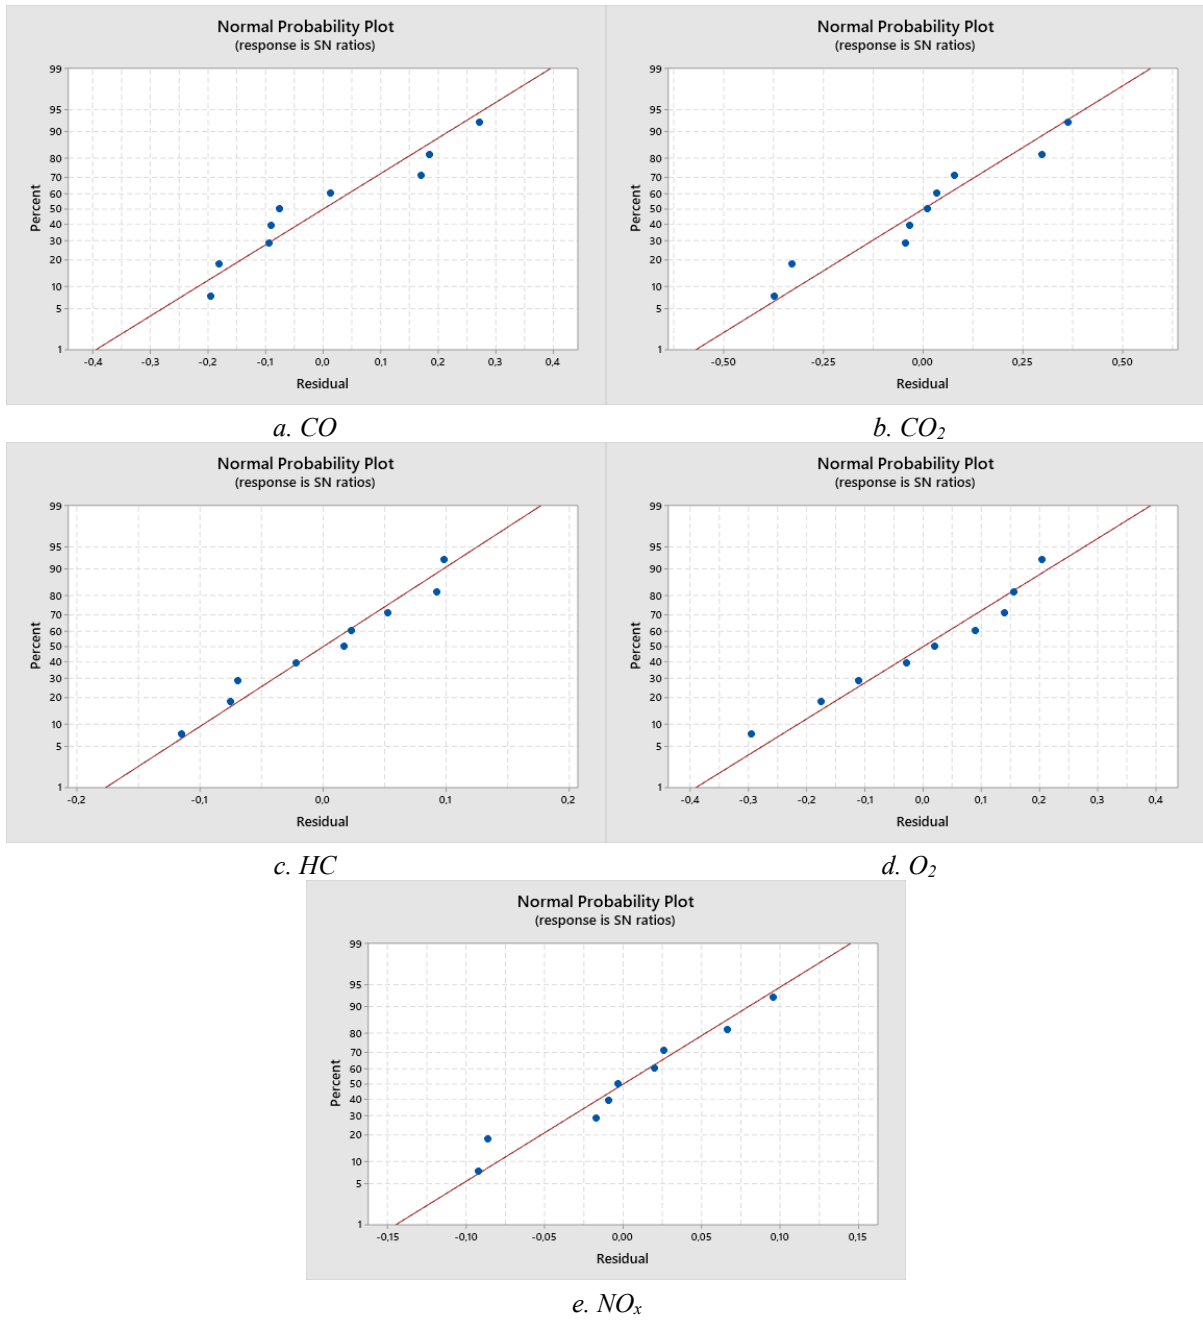 Normal Probability Plot
(response is SN ratios)
99
95
90
80
70
60
50
40
30
20
10
5
1
Percent
-0,4 -0,3 -0,2 -0,1 0,0 0,1 0,2 0,3 0,4
Residual
a. CO
Normal Probability Plot
(response is SN ratios)
99
95
90
80
70
60
50
40
30
20
10
5
1
Percent
-0,50 -0,25 0,00 0,25 0,50
Residual
b. CO₂
Normal Probability Plot
(response is SN ratios)
99
95
90
80
70
60
50
40
30
20
10
5
1
Percent
-0,2 -0,1 0,0 0,1 0,2
Residual
c. HC
Normal Probability Plot
(response is SN ratios)
99
95
90
80
70
60
50
40
30
20
10
5
1
Percent
-0,4 -0,3 -0,2 -0,1 0,0 0,1 0,2 0,3 0,4
Residual
d. O₂
Normal Probability Plot
(response is SN ratios)
99
95
90
80
70
60
50
40
30
20
10
5
1
Percent
-0,15 -0,10 -0,05 0,00 0,05 0,10 0,15
Residual
e. NOₓ